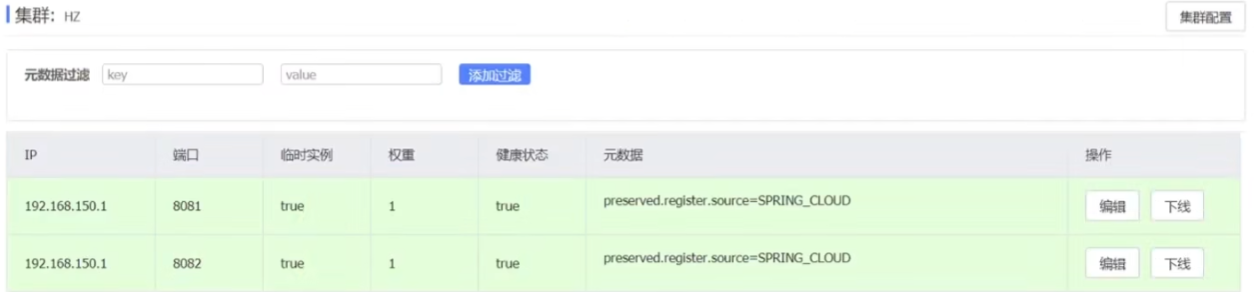 集群: HZ 集群配置
元数据过滤 key value 添加过滤
IP 端口 临时实例 权重 健康状态 元数据 操作
192.168.150.1 8081 true 1 true preserved.register.source=SPRING_CLOUD 编辑 下线
192.168.150.1 8082 true 1 true preserved.register.source=SPRING_CLOUD 编辑 下线